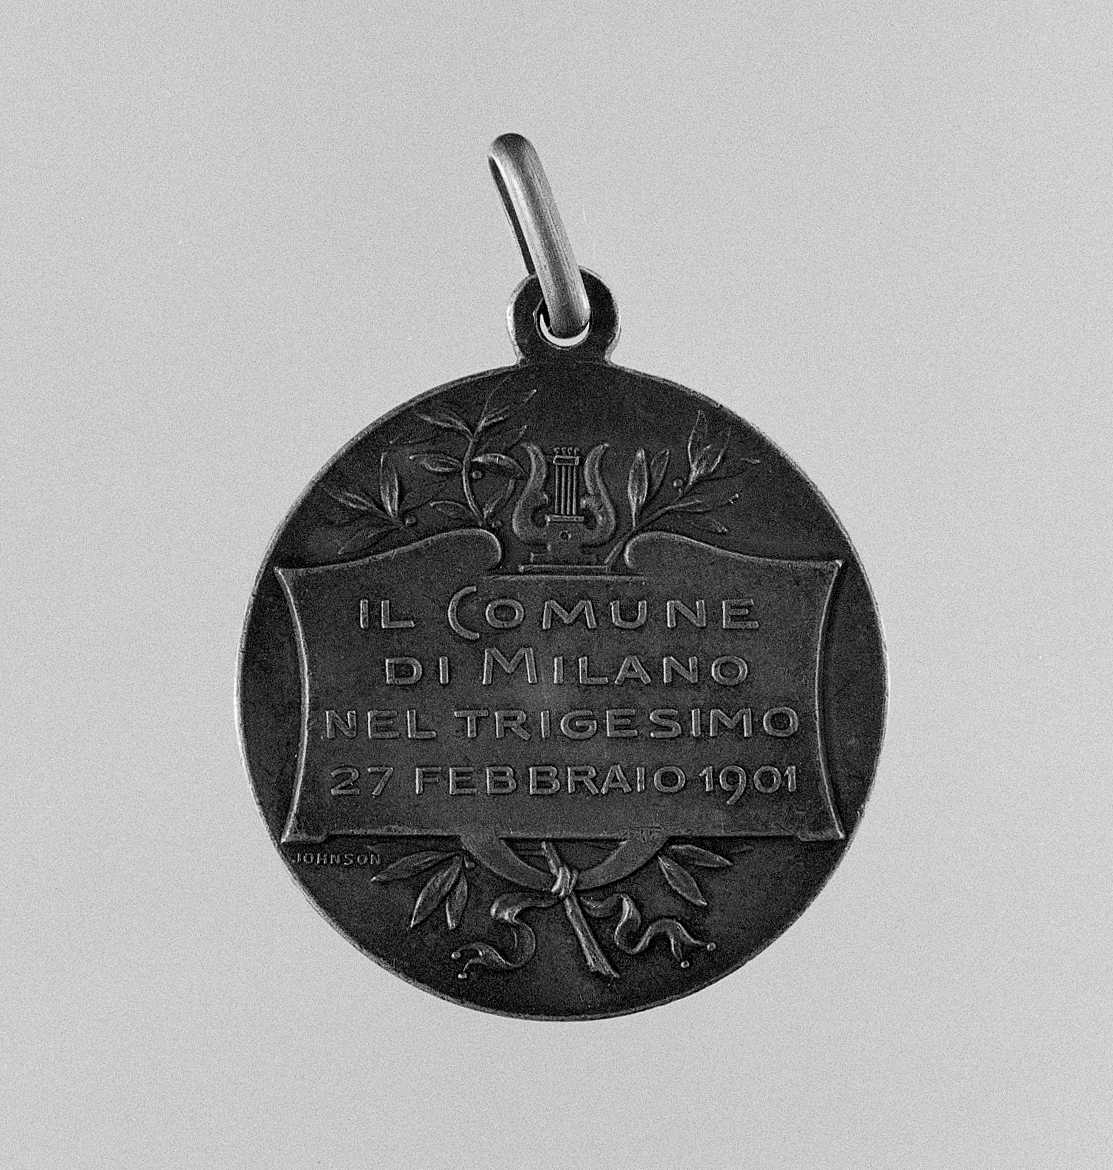 IL COMUNE
DI MILANO
NEL TRIGESIMO
27 FEBBRAIO 1901
JOHNSON